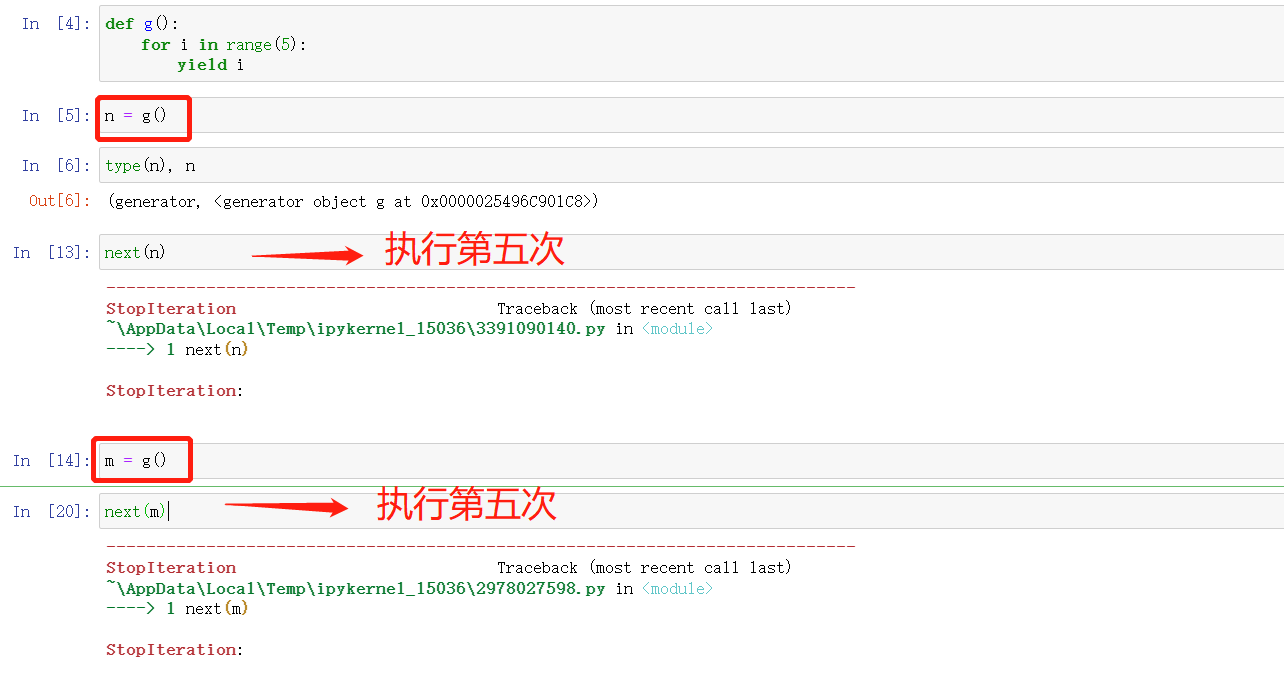 In [4]: def g():
for i in range(5):
yield i
In [5]: n = g()
In [6]: type(n), n
Out[6]: (generator, <generator object g at 0x0000025496C901C8>)
In [13]: next(n) 执行第五次
---------------------------------------------------------------------------
StopIteration Traceback (most recent call last)
~\AppData\Local\Temp\ipykernel_15036\3391090140.py in <module>
----> 1 next(n)
StopIteration:
In [14]: m = g()
In [20]: next(m) 执行第五次
---------------------------------------------------------------------------
StopIteration Traceback (most recent call last)
~\AppData\Local\Temp\ipykernel_15036\2978027598.py in <module>
----> 1 next(m)
StopIteration: